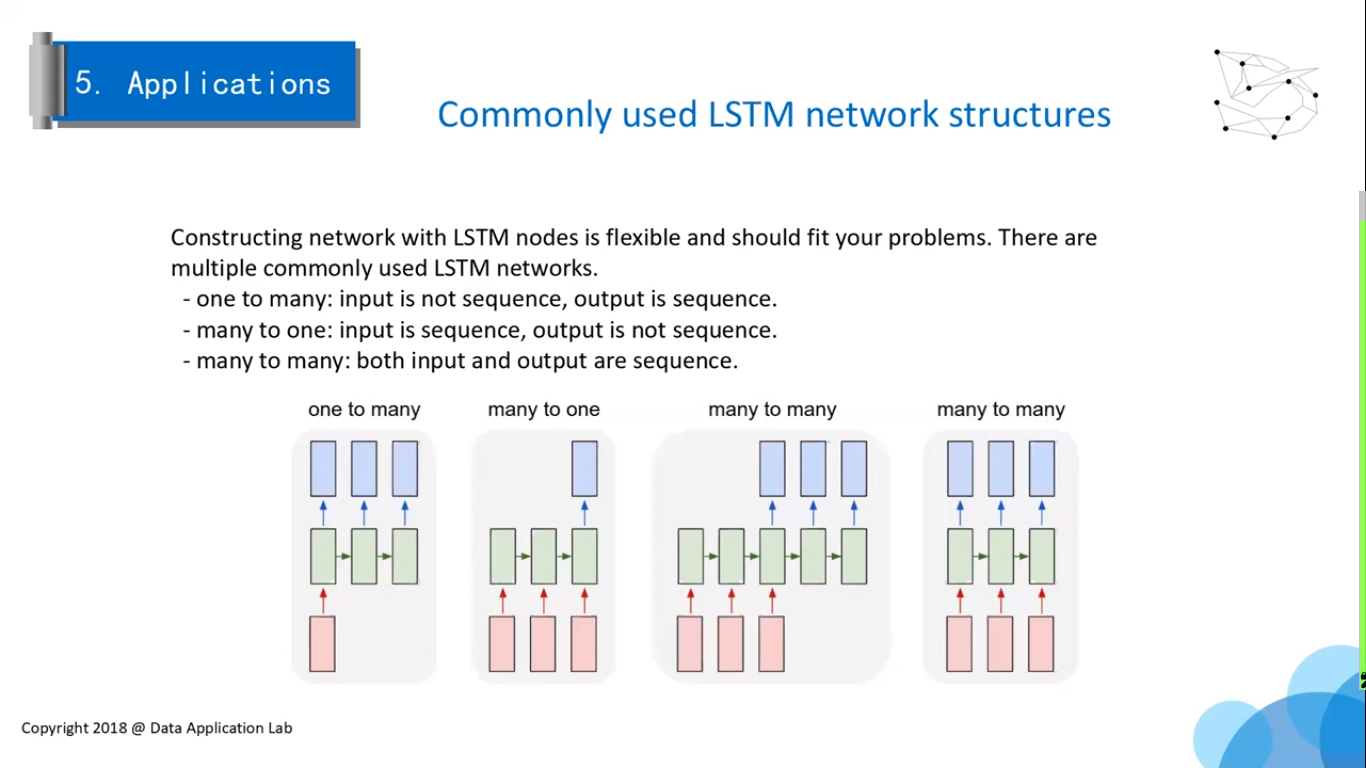 5. Applications
Commonly used LSTM network structures
Constructing network with LSTM nodes is flexible and should fit your problems. There are
multiple commonly used LSTM networks.
- one to many: input is not sequence, output is sequence.
- many to one: input is sequence, output is not sequence.
- many to many: both input and output are sequence.
one to many
many to one
many to many
many to many
Copyright 2018 @ Data Application Lab